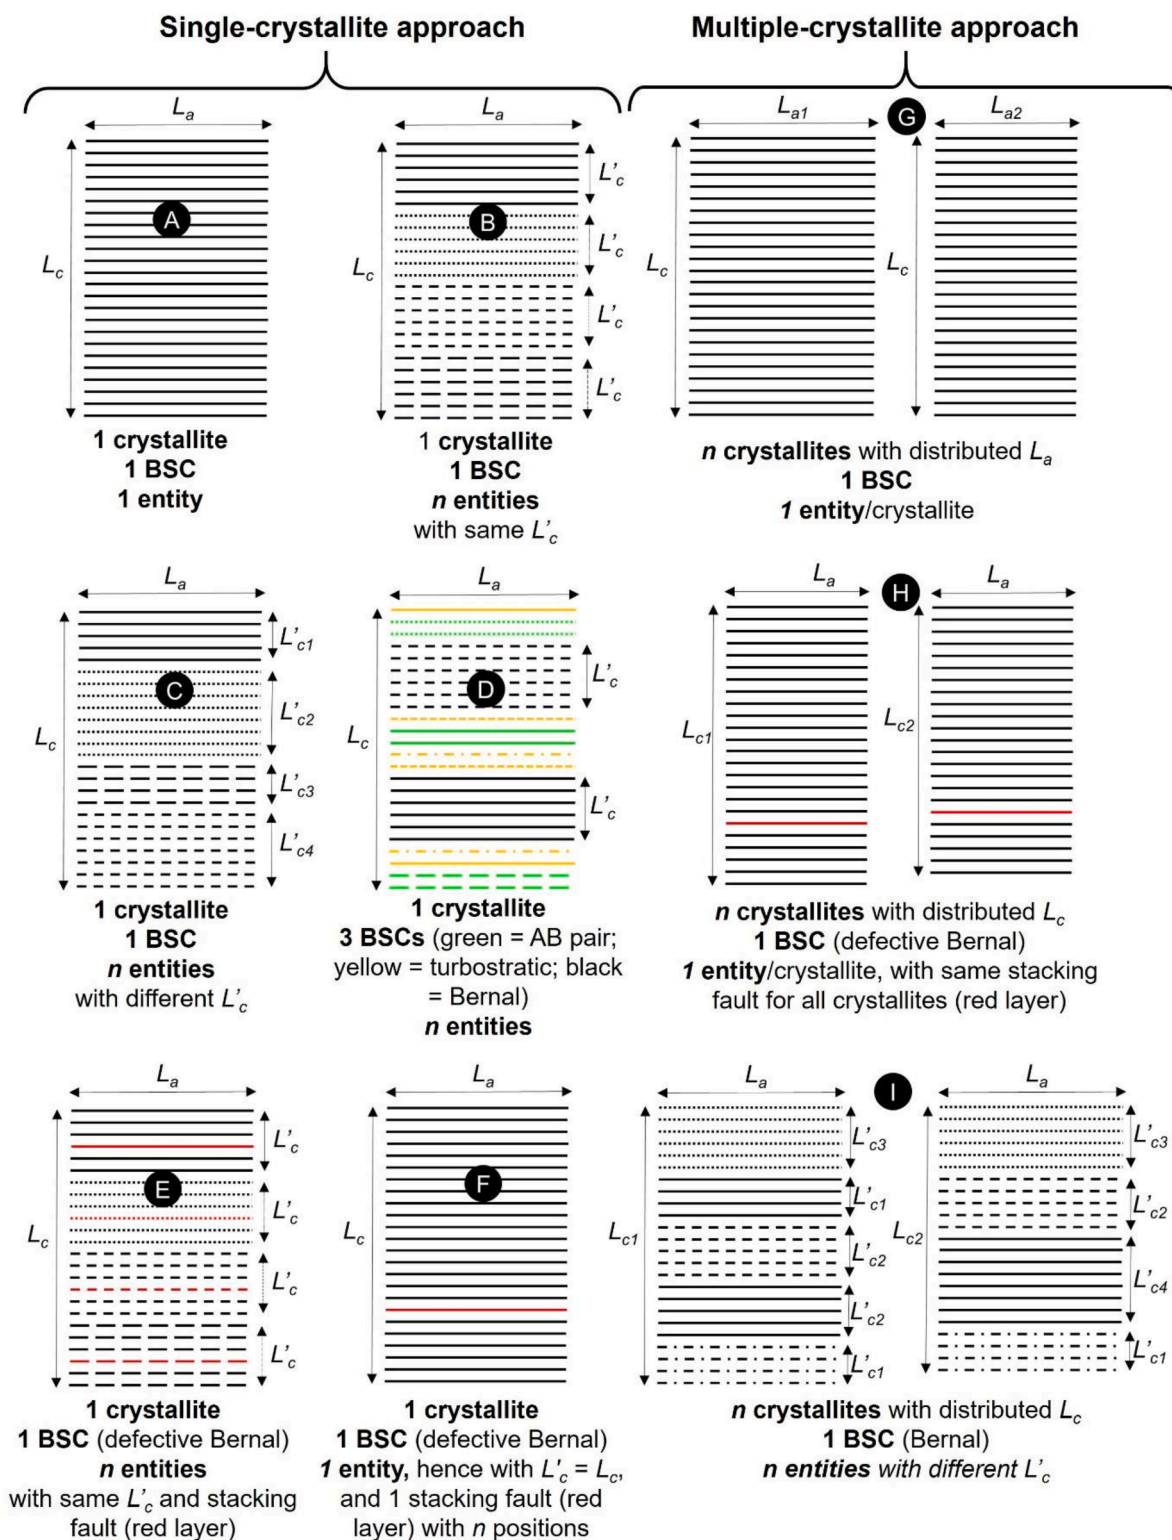 Single-crystallite approach
Multiple-crystallite approach
La
Lc
A
1 crystallite
1 BSC
1 entity
La
Lc
B
L'c
L'c
L'c
L'c
1 crystallite
1 BSC
n entities
with same L'c
G
La1
La2
Lc
Lc
n crystallites with distributed La
1 BSC
1 entity/crystallite
La
Lc
C
L'c1
L'c2
L'c3
L'c4
1 crystallite
1 BSC
n entities
with different L'c
La
Lc
D
L'c
L'c
1 crystallite
3 BSCs (green = AB pair;
yellow = turbostratic; black
= Bernal)
n entities
H
La
La
Lc1
Lc2
n crystallites with distributed Lc
1 BSC (defective Bernal)
1 entity/crystallite, with same stacking
fault for all crystallites (red layer)
La
Lc
E
L'c
L'c
L'c
L'c
1 crystallite
1 BSC (defective Bernal)
n entities
with same L'c and stacking
fault (red layer)
La
Lc
F
1 crystallite
1 BSC (defective Bernal)
1 entity, hence with L'c = Lc,
and 1 stacking fault (red
layer) with n positions
I
La
La
Lc1
L'c3
L'c1
L'c2
L'c2
L'c1
Lc2
L'c3
L'c2
L'c4
L'c1
n crystallites with distributed Lc
1 BSC (Bernal)
n entities with different L'c